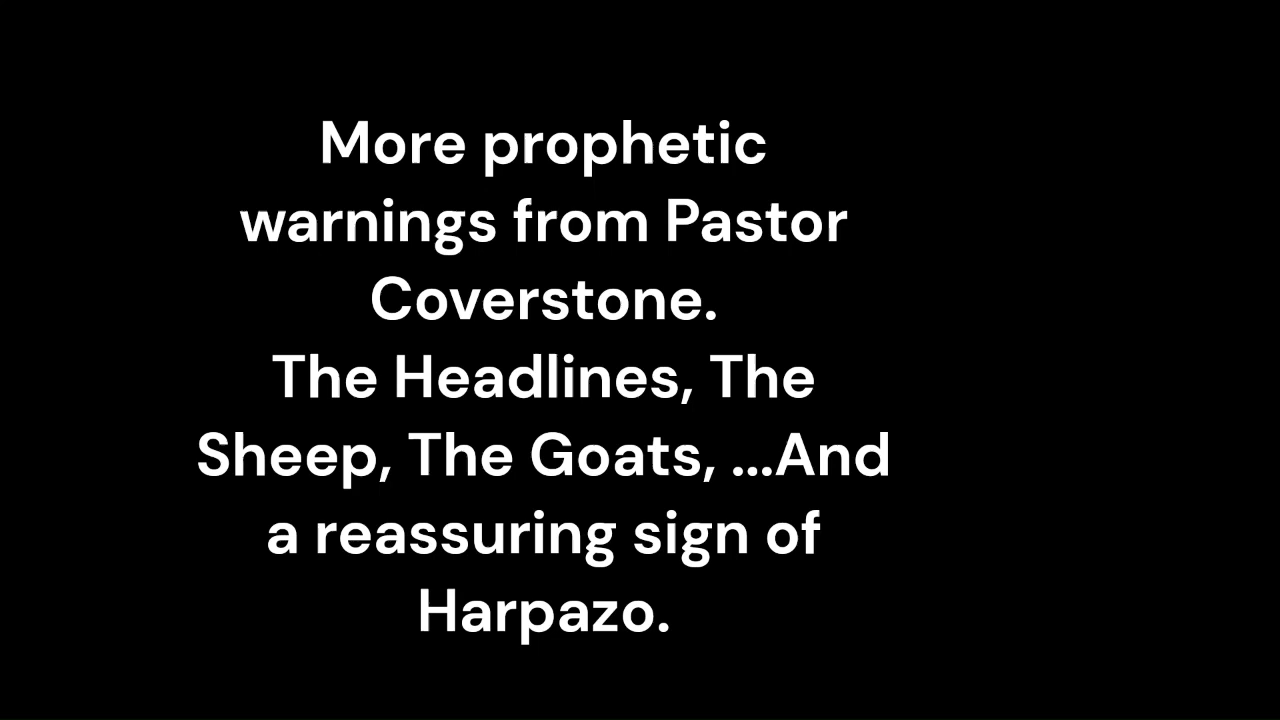 More prophetic
warnings from Pastor
Coverstone.
The Headlines, The
Sheep, The Goats, ...And
a reassuring sign of
Harpazo.